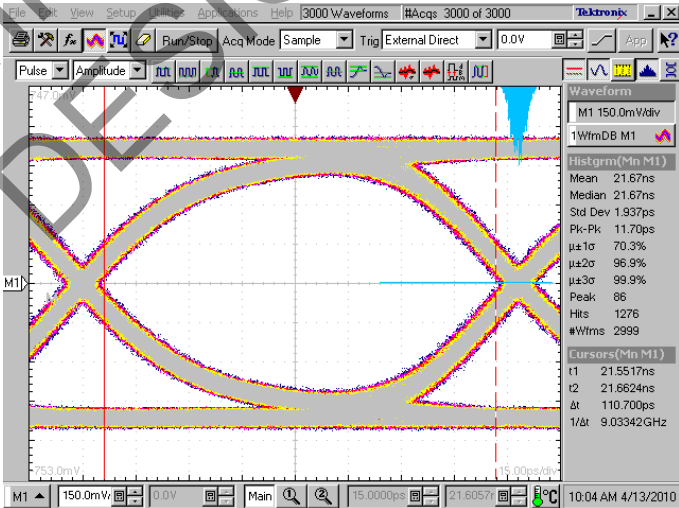 File Edit View Setup Utilities Applications Help 3000 Waveforms #Acqs 3000 of 3000 Tektronix
Run/Stop Acq Mode Sample Trig External Direct 0.0V App
Pulse Amplitude
747.0mV
Waveform
M1 150.0mV/div
1WfmDB M1
Histgrm(Mn M1)
Mean 21.67ns
Median 21.67ns
Std Dev 1.937ps
Pk-Pk 11.70ps
µ±1σ 70.3%
µ±2σ 96.9%
µ±3σ 99.9%
Peak 86
Hits 1276
#Wfms 2999
Cursors(Mn M1)
t1 21.5517ns
t2 21.6624ns
Δt 110.700ps
1/Δt 9.03342GHz
M1
753.0mV
15.00ps/div
M1 150.0mV 0.0V Main 15.0000ps 21.6057n °C 10:04 AM 4/13/2010
DESIG